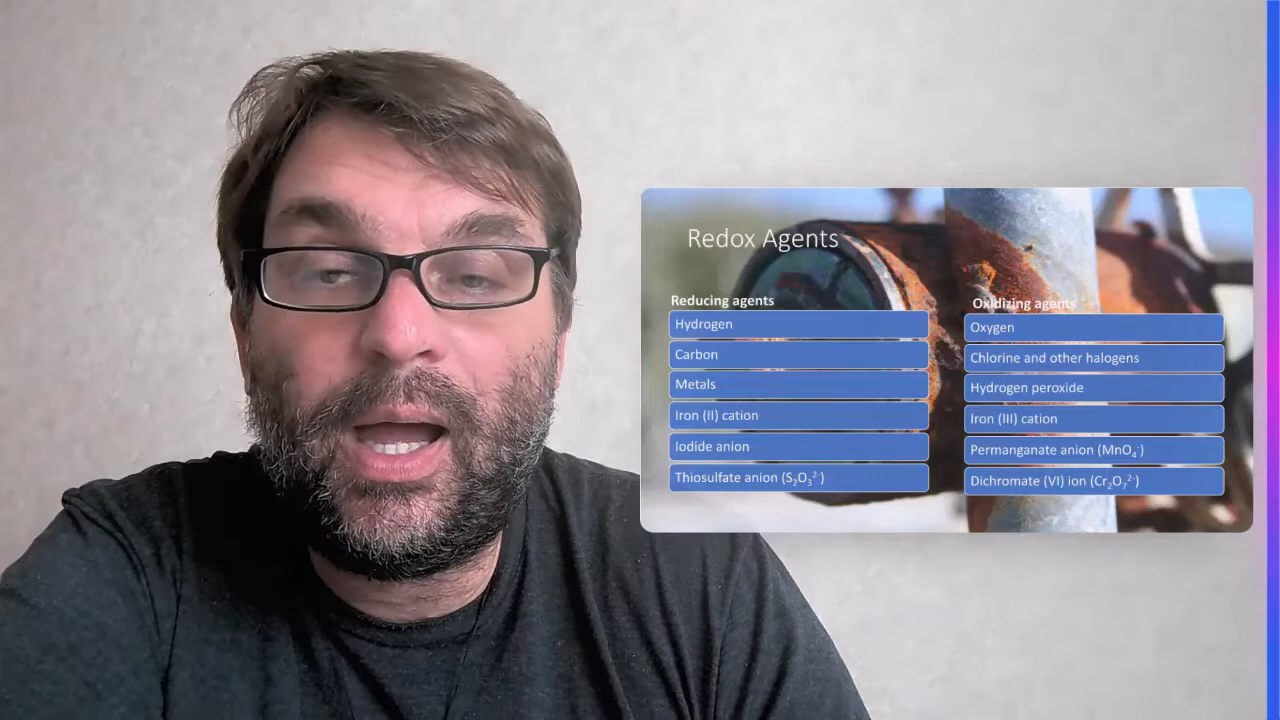 Redox Agents
Reducing agents
Hydrogen
Carbon
Metals
Iron (II) cation
Iodide anion
Thiosulfate anion (S₂O₃²⁻)
Oxidizing agents
Oxygen
Chlorine and other halogens
Hydrogen peroxide
Iron (III) cation
Permanganate anion (MnO₄⁻)
Dichromate (VI) ion (Cr₂O₇²⁻)